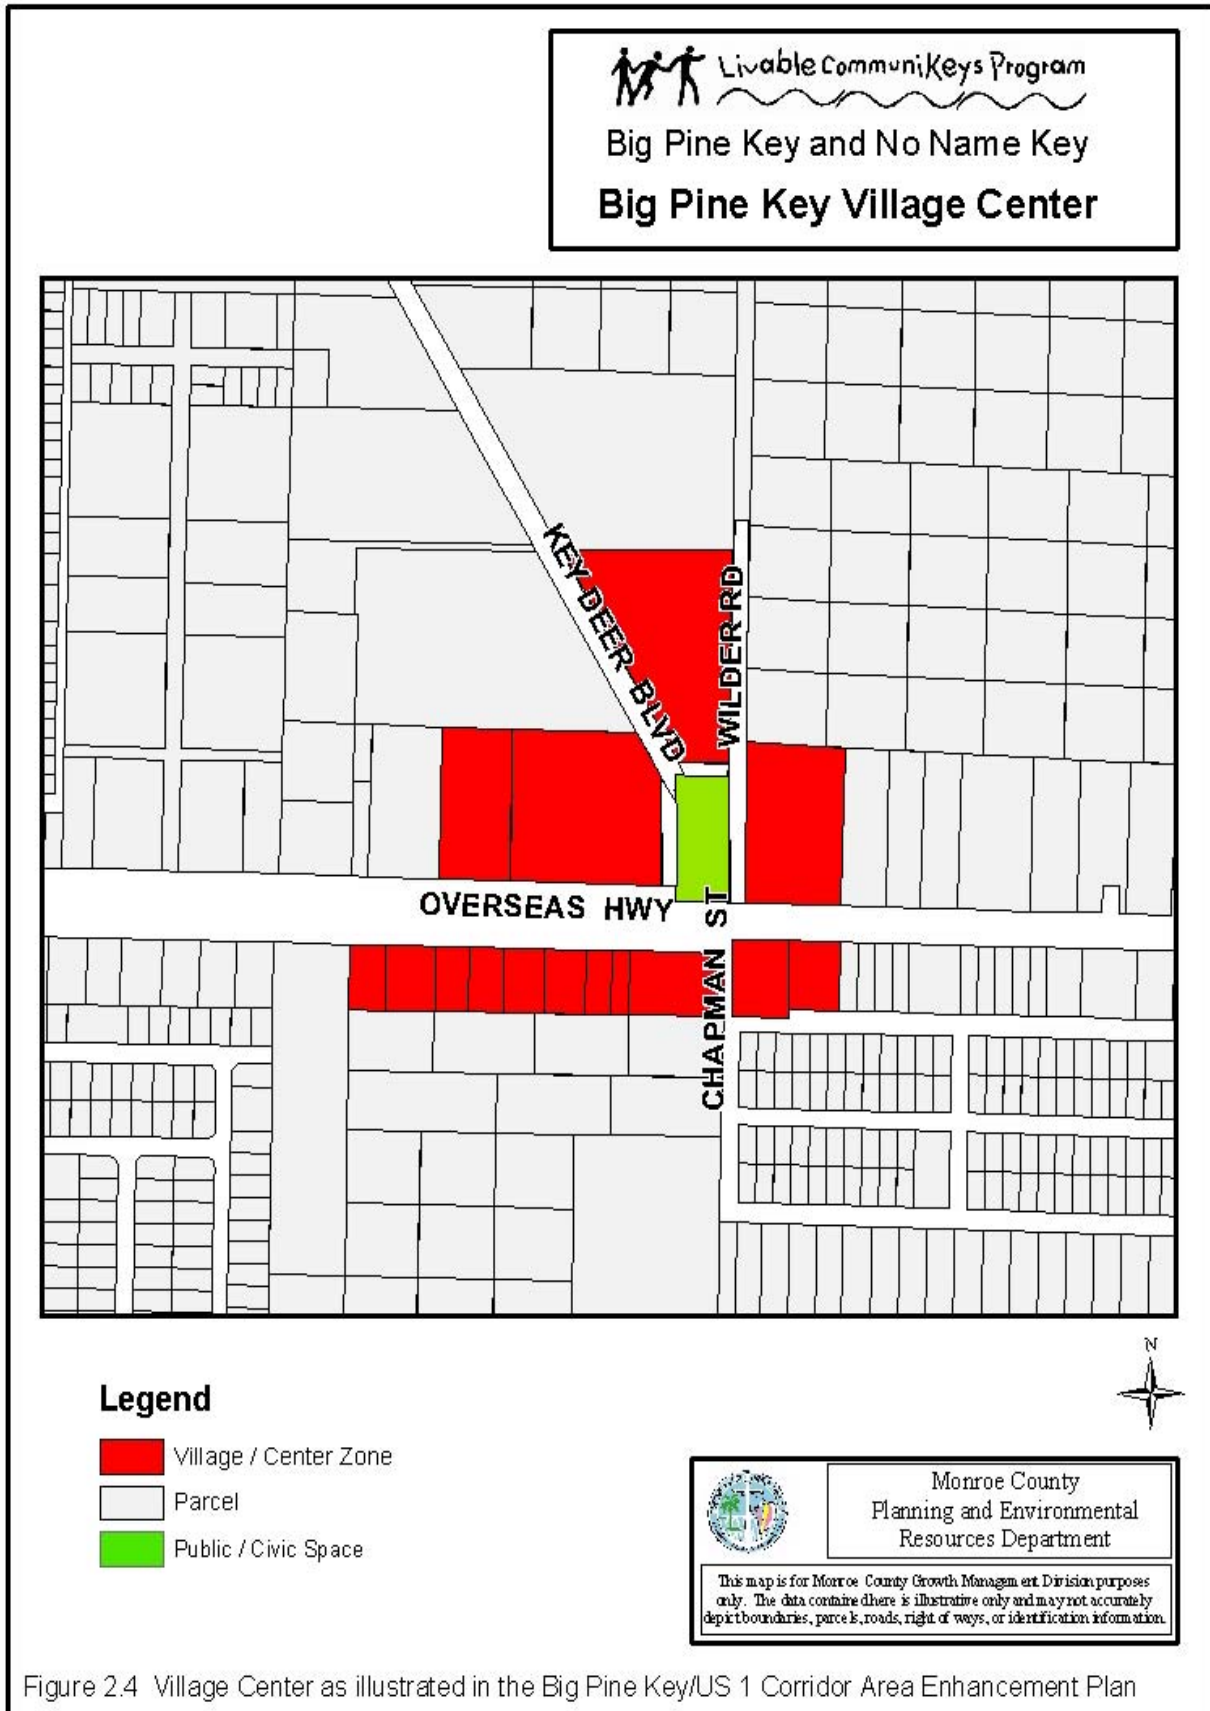 Livable CommuniKeys Program
Big Pine Key and No Name Key
Big Pine Key Village Center
KEY DEER BLVD
WILDER RD
OVERSEAS HWY
CHAPMAN ST
N
Legend
Village / Center Zone
Parcel
Public / Civic Space
Monroe County
Planning and Environmental
Resources Department
This map is for Monroe County Growth Management Division purposes
only. The data contained here is illustrative only and may not accurately
depict boundaries, parcels, roads, right of ways, or identification information.
Figure 2.4 Village Center as illustrated in the Big Pine Key/US 1 Corridor Area Enhancement Plan